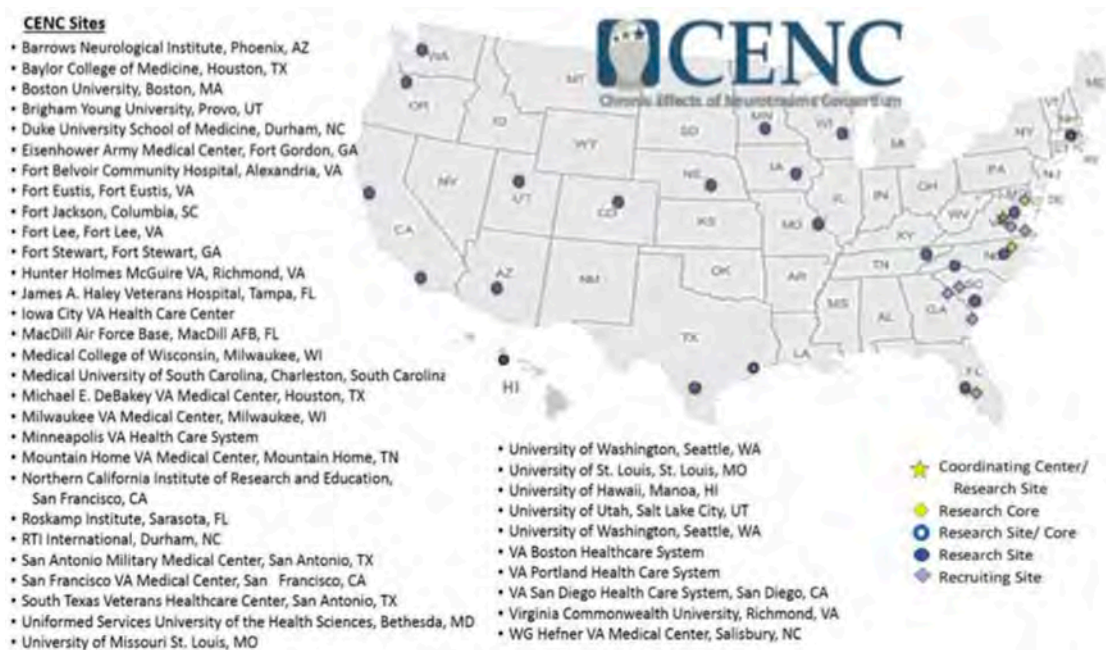 CENC Sites
• Barrows Neurological Institute, Phoenix, AZ
• Baylor College of Medicine, Houston, TX
• Boston University, Boston, MA
• Brigham Young University, Provo, UT
• Duke University School of Medicine, Durham, NC
• Eisenhower Army Medical Center, Fort Gordon, GA
• Fort Belvoir Community Hospital, Alexandria, VA
• Fort Eustis, Fort Eustis, VA
• Fort Jackson, Columbia, SC
• Fort Lee, Fort Lee, VA
• Fort Stewart, Fort Stewart, GA
• Hunter Holmes McGuire VA, Richmond, VA
• James A. Haley Veterans Hospital, Tampa, FL
• Iowa City VA Health Care Center
• MacDill Air Force Base, MacDill AFB, FL
• Medical College of Wisconsin, Milwaukee, WI
• Medical University of South Carolina, Charleston, South Carolina
• Michael E. DeBakey VA Medical Center, Houston, TX
• Milwaukee VA Medical Center, Milwaukee, WI
• Minneapolis VA Health Care System
• Mountain Home VA Medical Center, Mountain Home, TN
• Northern California Institute of Research and Education,
San Francisco, CA
• Roskamp Institute, Sarasota, FL
• RTI International, Durham, NC
• San Antonio Military Medical Center, San Antonio, TX
• San Francisco VA Medical Center, San Francisco, CA
• South Texas Veterans Healthcare Center, San Antonio, TX
• Uniformed Services University of the Health Sciences, Bethesda, MD
• University of Missouri St. Louis, MO
• University of Washington, Seattle, WA
• University of St. Louis, St. Louis, MO
• University of Hawaii, Manoa, HI
• University of Utah, Salt Lake City, UT
• University of Washington, Seattle, WA
• VA Boston Healthcare System
• VA Portland Health Care System
• VA San Diego Health Care System, San Diego, CA
• Virginia Commonwealth University, Richmond, VA
• WG Hefner VA Medical Center, Salisbury, NC
CENC
Chronic Effects of Neurotrauma Consortium
WA
MT
ME
OR
ID
SD
MN
WI
MI
VT
NH
NY
WY
IA
PA
NJ
NV
UT
CO
NE
IL
IN
OH
DE
CA
KS
MO
KY
WV
AZ
NM
OK
AR
TN
NC
SC
TX
LA
MS
AL
GA
FL
HI
Coordinating Center/
Research Site
Research Core
Research Site/ Core
Research Site
Recruiting Site